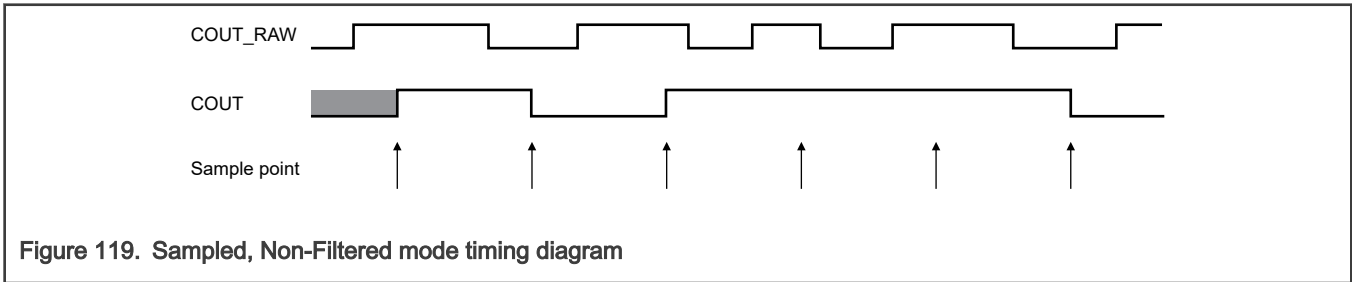 COUT_RAW
COUT
Sample point
Figure 119. Sampled, Non-Filtered mode timing diagram